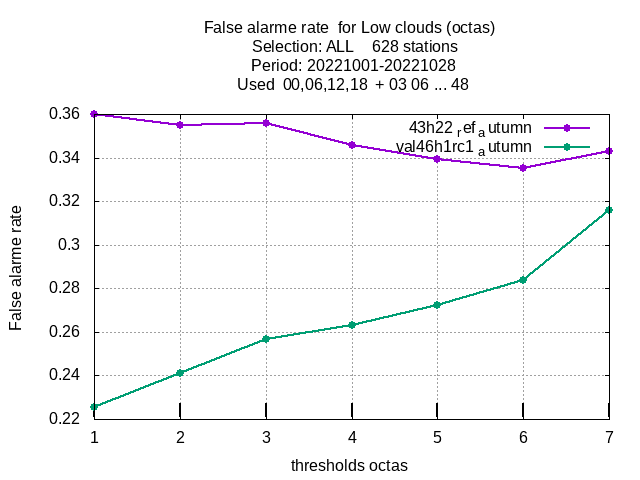 False alarme rate  for Low clouds (octas)
Selection: ALL    628 stations
Period: 20221001-20221028
Used  00,06,12,18  + 03 06 ... 48
0.36
43h22 refa utumn
0.34
val46h1rc1 a utumn
0.32
0.3
0.28
0.26
0.24
0.22
False alarme rate
1 2 3 4 5 6 7
thresholds octas